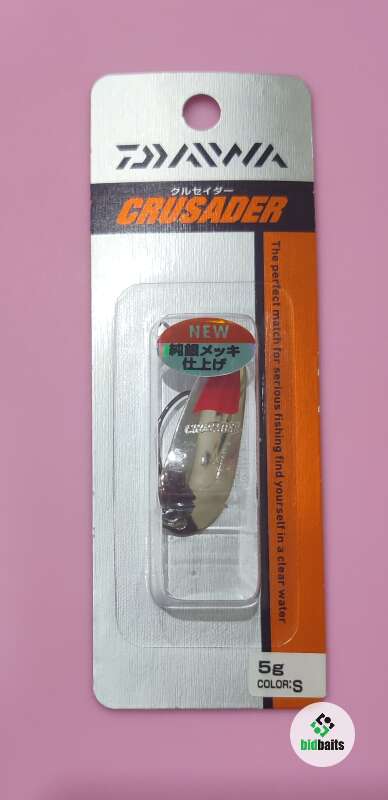 DAIWA
クルセイダー
CRUSADER
The perfect match for serious fishing find yourself in a clear water
NEW
純銀メッキ
仕上げ
CRUSADER
5g
COLOR:S
bidbaits